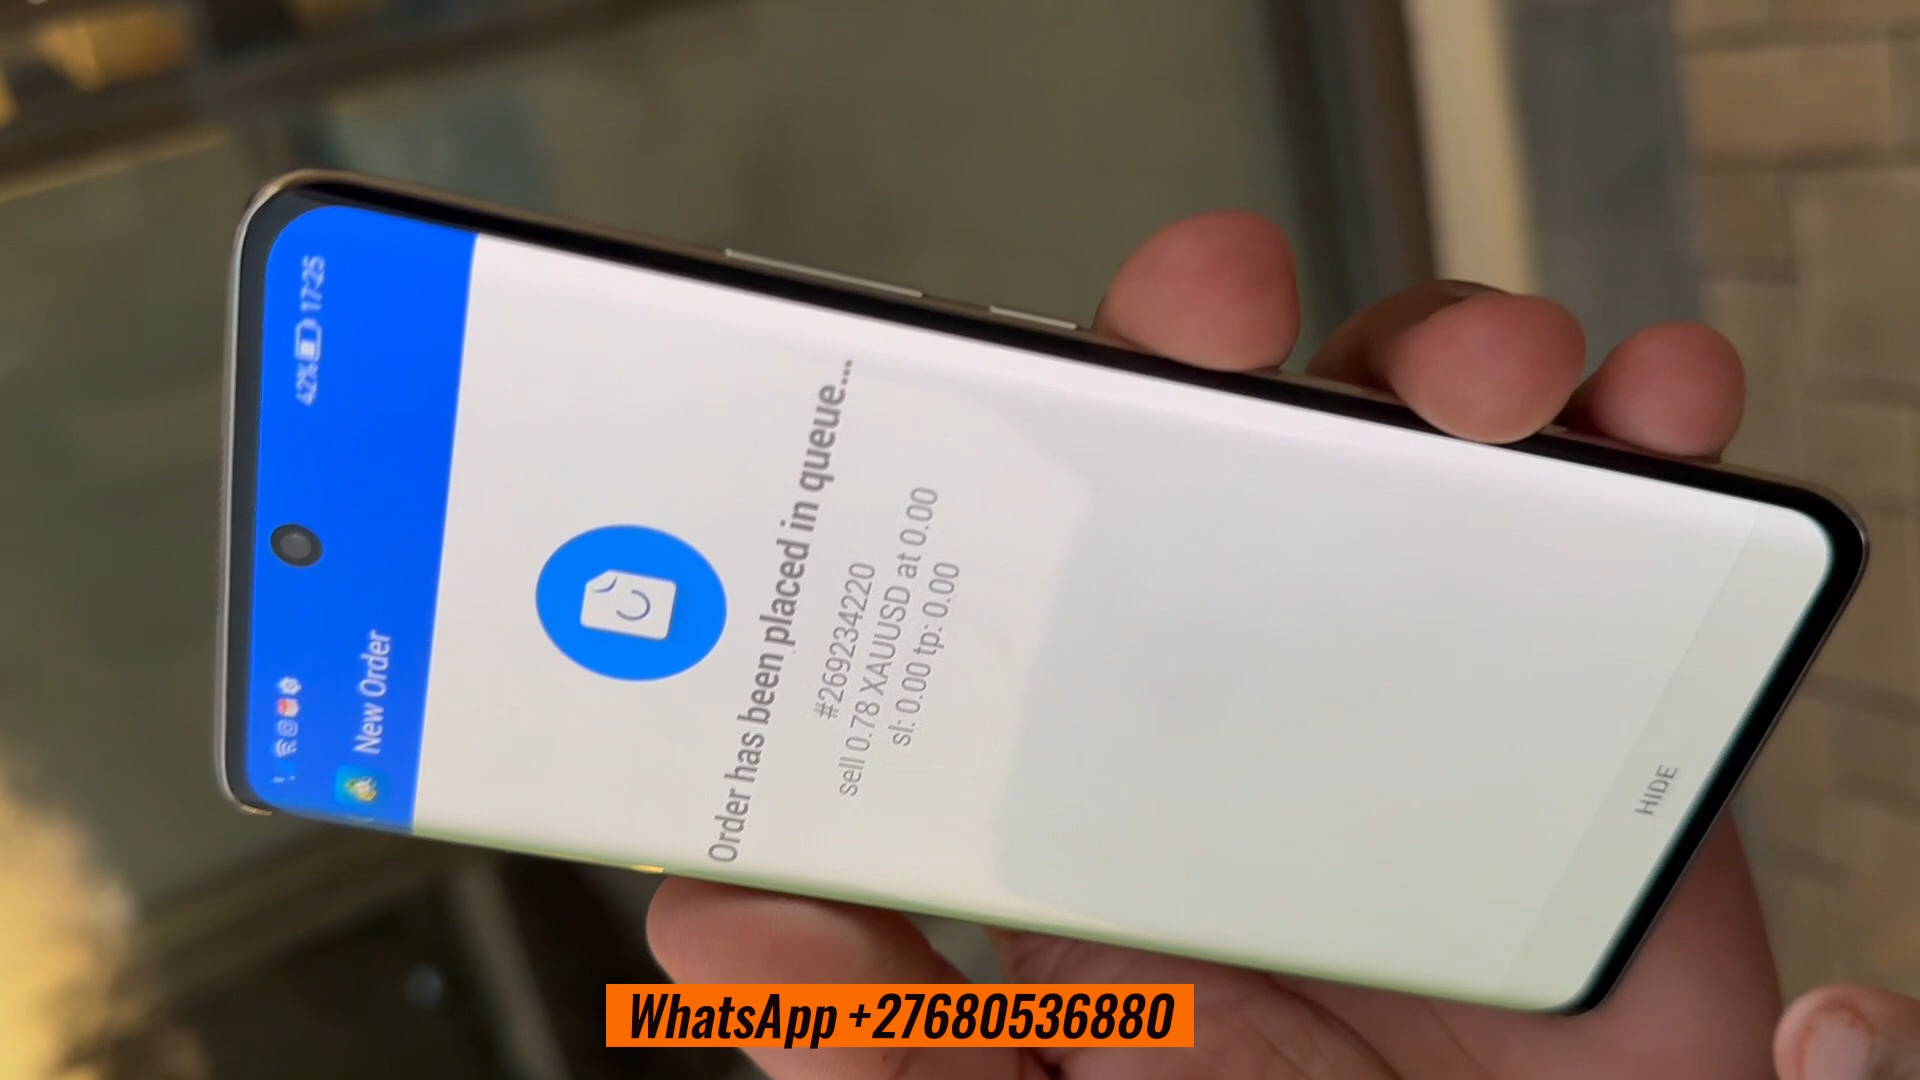 42% 17:25
New Order
Order has been placed in queue...
#269234220
sell 0.78 XAUUSD at 0.00
sl: 0.00 tp: 0.00
HIDE
WhatsApp +27680536880